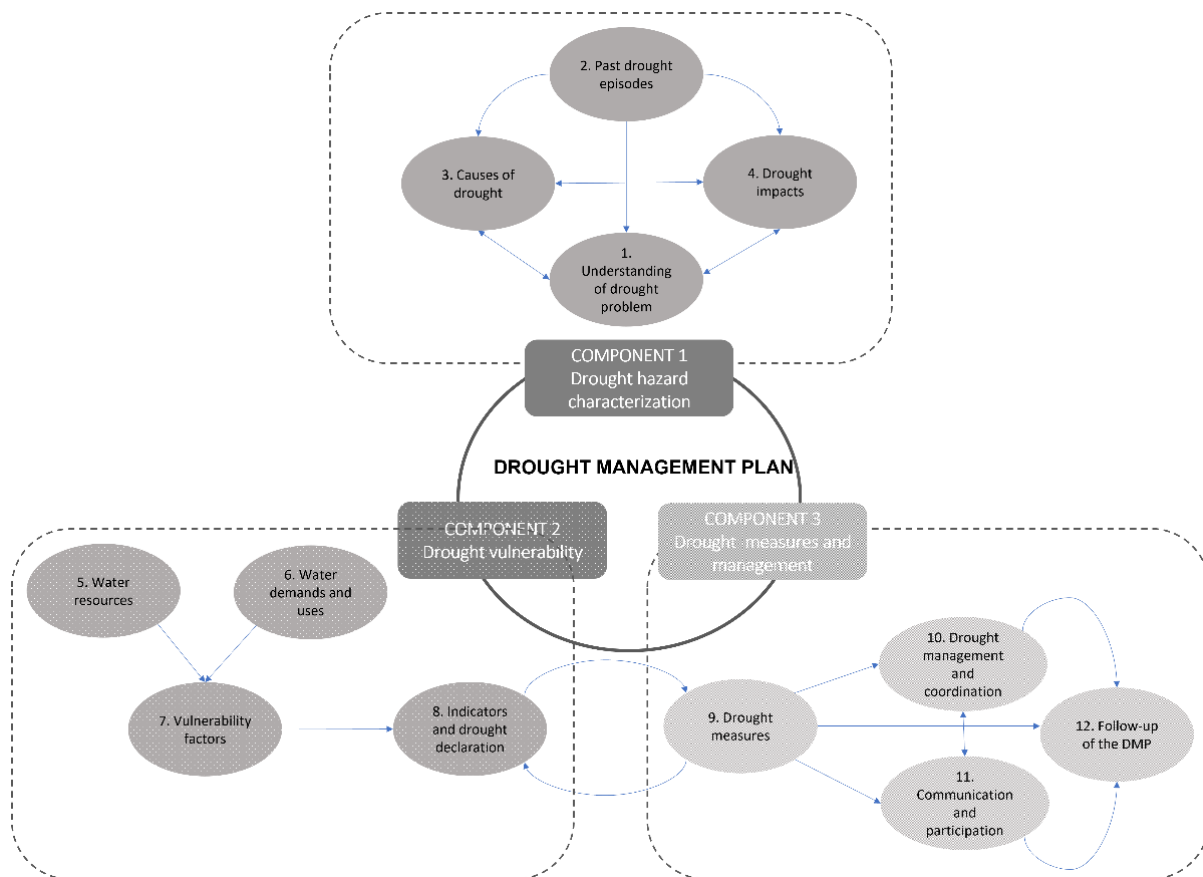 2. Past drought
episodes
3. Causes of
drought
4. Drought
impacts
1.
Understanding
of drought
problem
COMPONENT 1
Drought hazard
characterization
DROUGHT MANAGEMENT PLAN
COMPONENT 2
Drought vulnerability
COMPONENT 3
Drought measures and
management
5. Water
resources
6. Water
demands and
uses
7. Vulnerability
factors
8. Indicators
and drought
declaration
9. Drought
measures
10. Drought
management
and
coordination
11.
Communication
and
participation
12. Follow-up
of the DMP